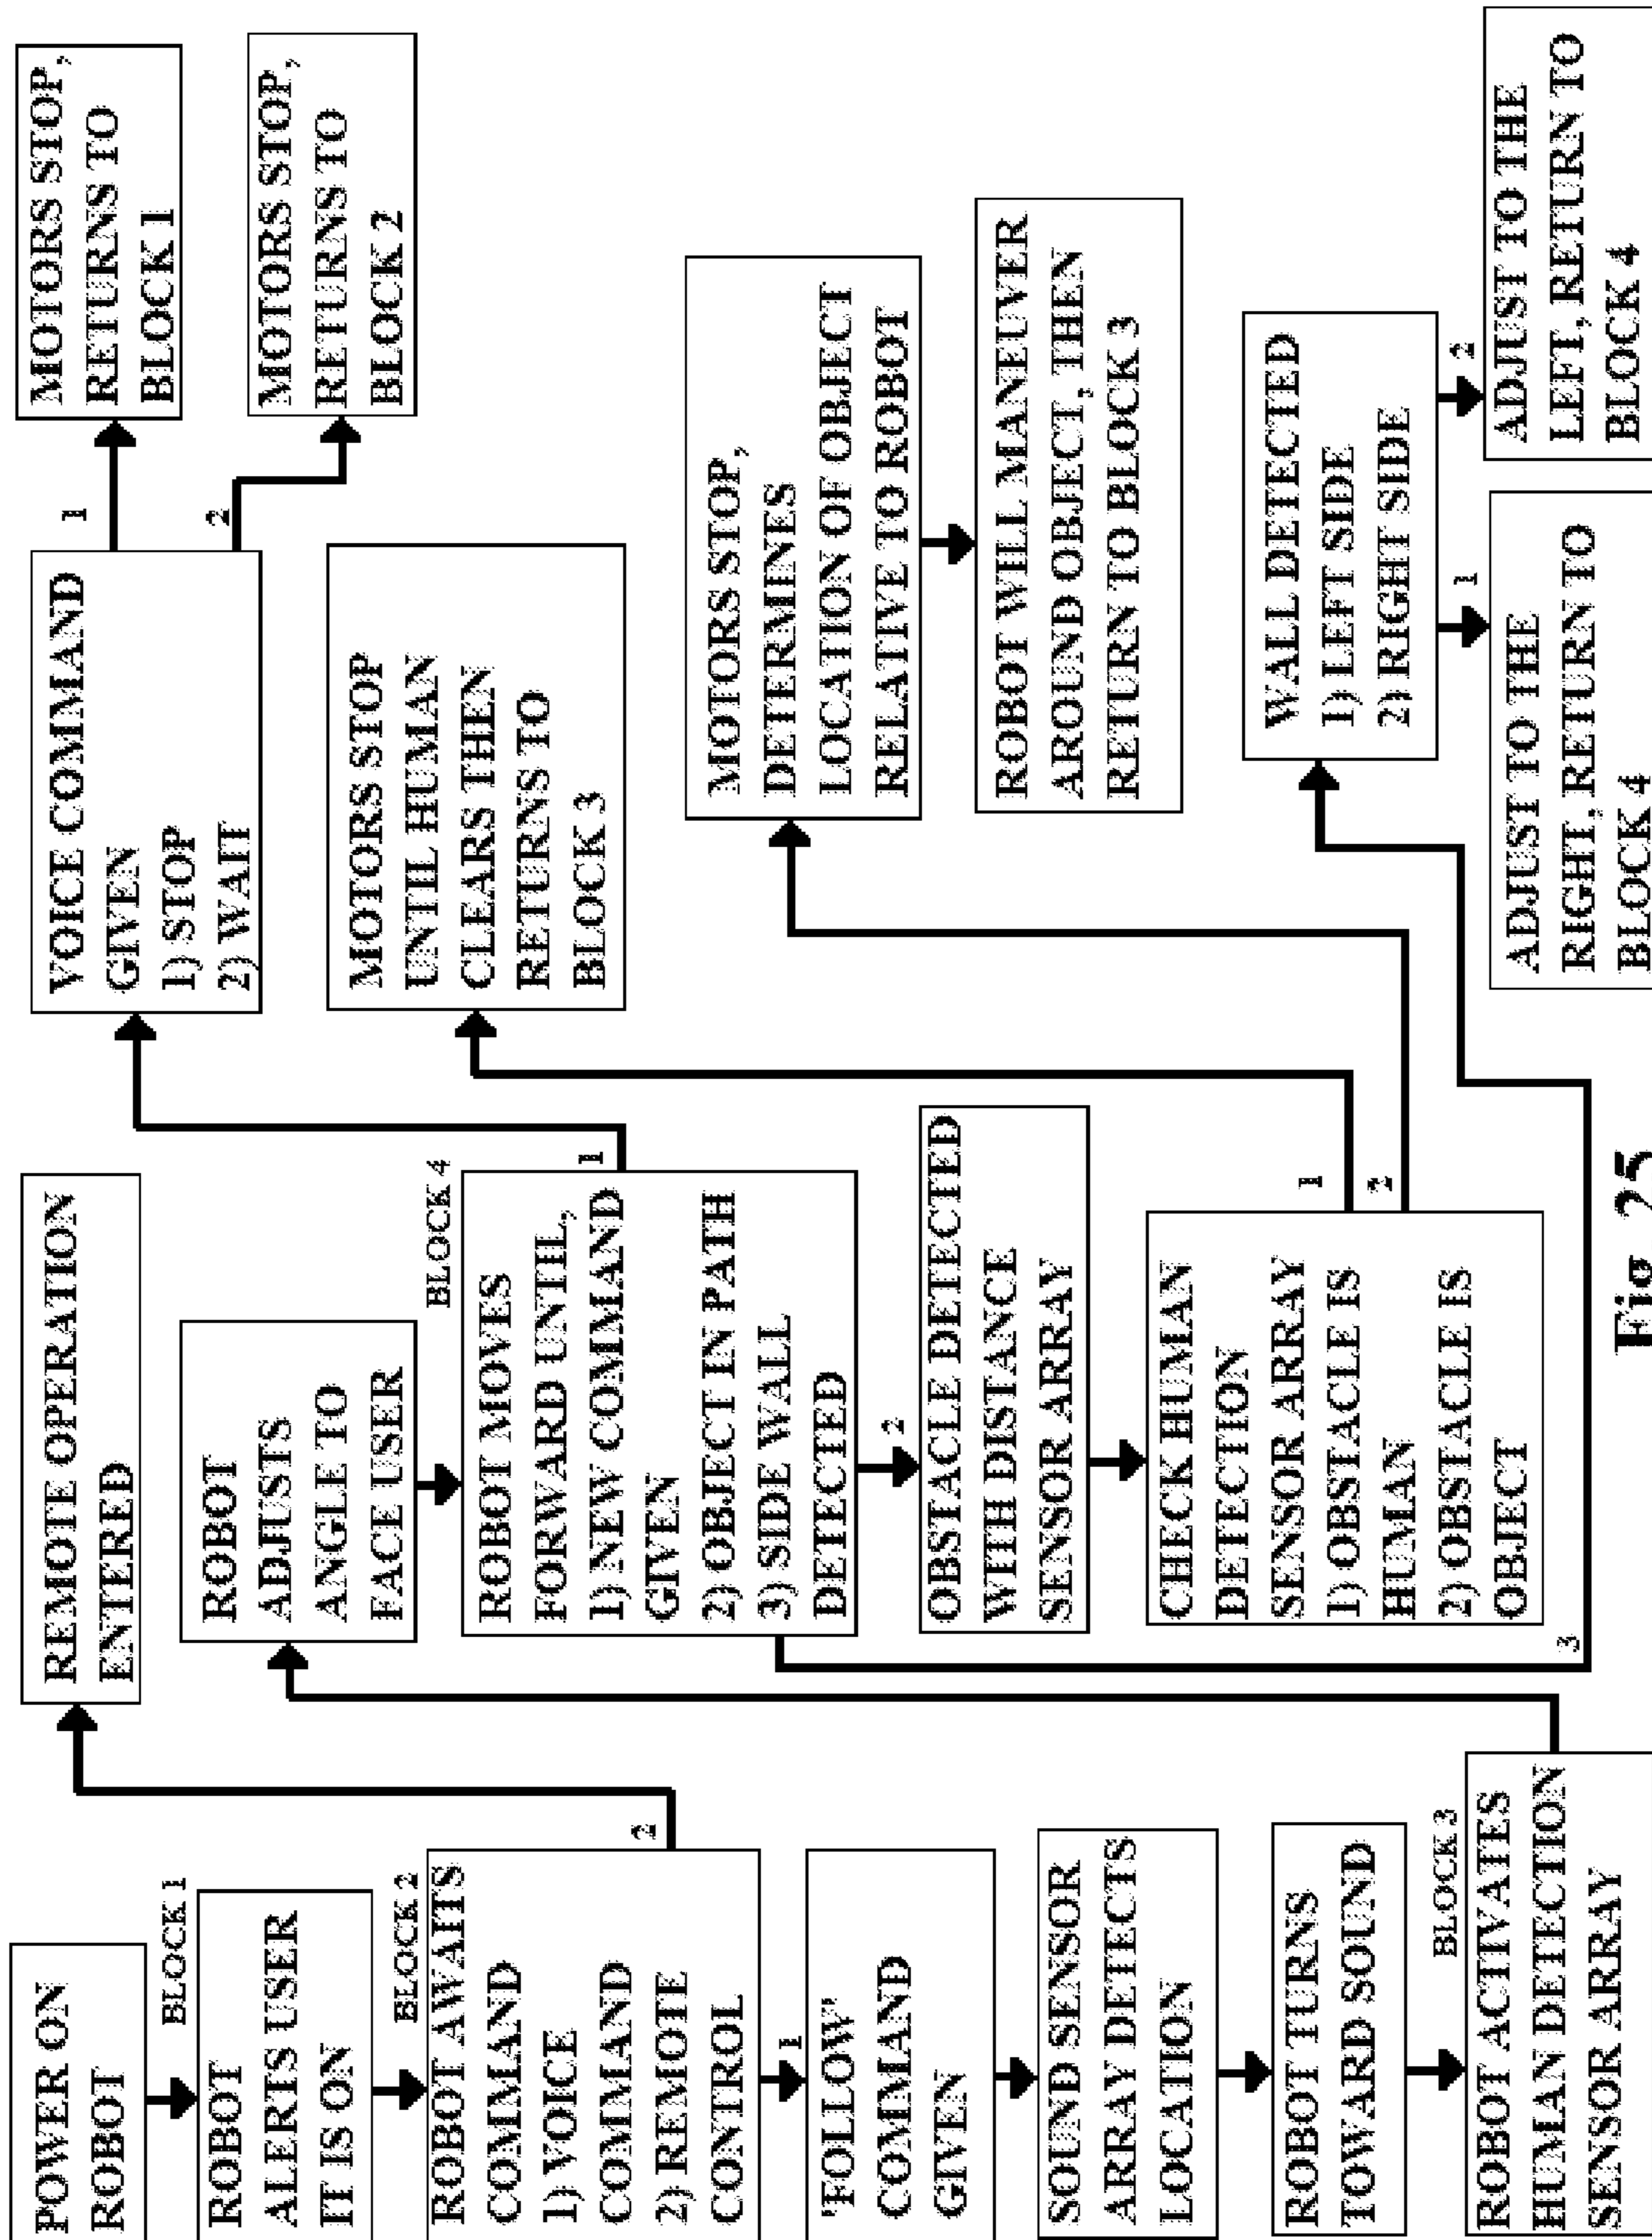 POWER ON
ROBOT
BLOCK 1
ROBOT
ALERTS USER
IT IS ON
BLOCK 2
ROBOT AWAITS
COMMAND
1) VOICE
COMMAND
2) REMOTE
CONTROL
1
2
'FOLLOW'
COMMAND
GIVEN
SOUND SENSOR
ARRAY DETECTS
LOCATION
ROBOT TURNS
TOWARD SOUND
BLOCK 3
ROBOT ACTIVATES
HUMAN DETECTION
SENSOR ARRAY
REMOTE OPERATION
ENTERED
ROBOT
ADJUSTS
ANGLE TO
FACE USER
BLOCK 4
ROBOT MOVES
FORWARD UNTIL,
1) NEW COMMAND
GIVEN
2) OBJECT IN PATH
3) SIDE WALL
DETECTED
1
2
3
OBSTACLE DETECTED
WITH DISTANCE
SENSOR ARRAY
CHECK HUMAN
DETECTION
SENSOR ARRAY
1) OBSTACLE IS
HUMAN
2) OBSTACLE IS
OBJECT
1
2
VOICE COMMAND
GIVEN
1) STOP
2) WAIT
1
2
MOTORS STOP,
RETURNS TO
BLOCK 1
MOTORS STOP,
RETURNS TO
BLOCK 2
MOTORS STOP
UNTIL HUMAN
CLEARS THEN
RETURNS TO
BLOCK 3
MOTORS STOP,
DETERMINES
LOCATION OF OBJECT
RELATIVE TO ROBOT
ROBOT WILL MANEUVER
AROUND OBJECT, THEN
RETURN TO BLOCK 3
WALL DETECTED
1) LEFT SIDE
2) RIGHT SIDE
1
2
ADJUST TO THE
RIGHT, RETURN TO
BLOCK 4
ADJUST TO THE
LEFT, RETURN TO
BLOCK 4
Fig. 25